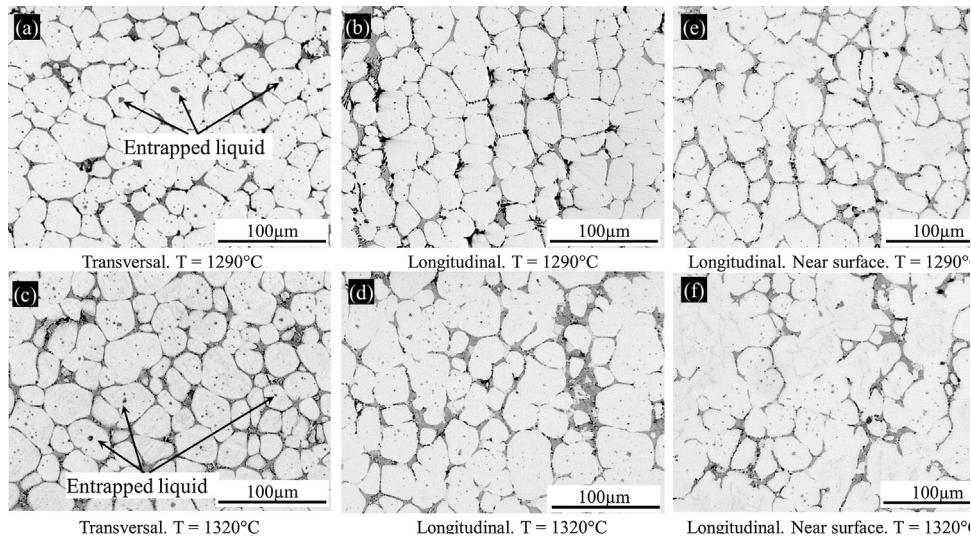 (a)
(b)
(e)
Entrapped liquid
100µm
100µm
100µm
Transversal. T = 1290°C
Longitudinal. T = 1290°C
Longitudinal. Near surface. T = 1290°C
(c)
(d)
(f)
Entrapped liquid
100µm
100µm
100µm
Transversal. T = 1320°C
Longitudinal. T = 1320°C
Longitudinal. Near surface. T = 1320°C